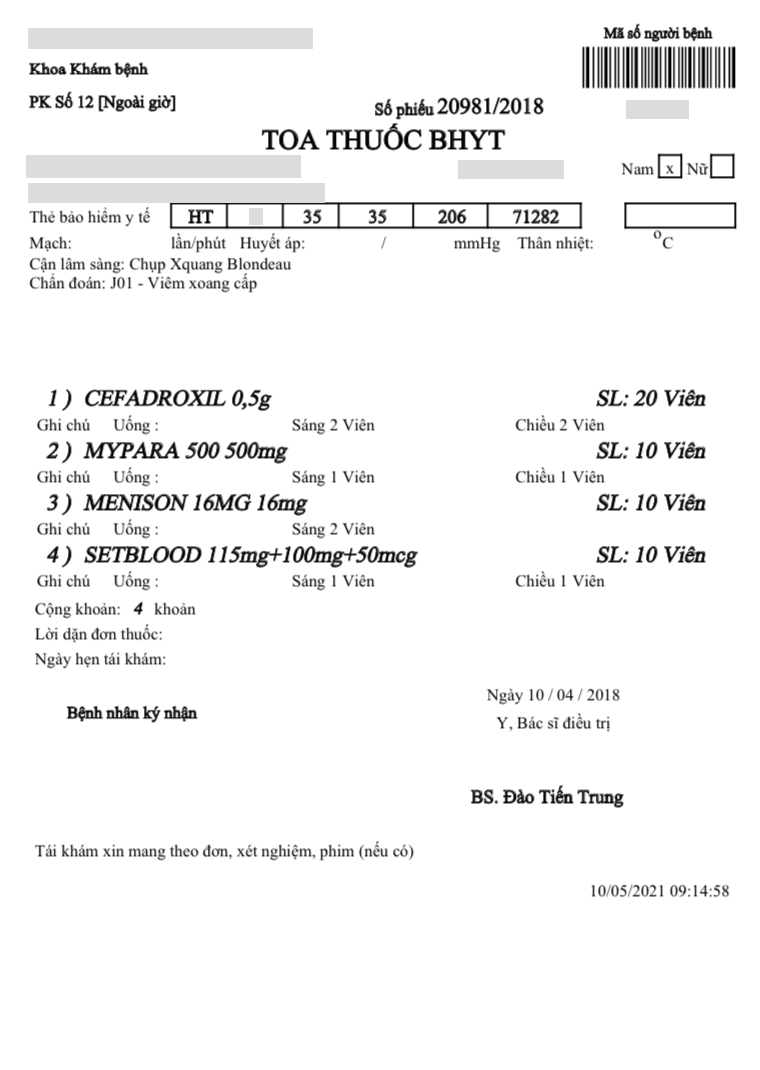 Mã số người bệnh
Khoa Khám bệnh
PK Số 12 [Ngoài giờ]
Số phiếu 20981/2018
TOA THUỐC BHYT
Nam x Nữ
Thẻ bảo hiểm y tế HT 35 35 206 71282
Mạch: lần/phút Huyết áp: / mmHg Thân nhiệt: °C
Cận lâm sàng: Chụp Xquang Blondeau
Chẩn đoán: J01 - Viêm xoang cấp
1 ) CEFADROXIL 0,5g SL: 20 Viên
Ghi chú Uống : Sáng 2 Viên Chiều 2 Viên
2 ) MYPARA 500 500mg SL: 10 Viên
Ghi chú Uống : Sáng 1 Viên Chiều 1 Viên
3 ) MENISON 16MG 16mg SL: 10 Viên
Ghi chú Uống : Sáng 2 Viên
4 ) SETBLOOD 115mg+100mg+50mcg SL: 10 Viên
Ghi chú Uống : Sáng 1 Viên Chiều 1 Viên
Cộng khoản: 4 khoản
Lời dặn đơn thuốc:
Ngày hẹn tái khám:
Ngày 10 / 04 / 2018
Bệnh nhân ký nhận
Y, Bác sĩ điều trị
BS. Đào Tiến Trung
Tái khám xin mang theo đơn, xét nghiệm, phim (nếu có)
10/05/2021 09:14:58